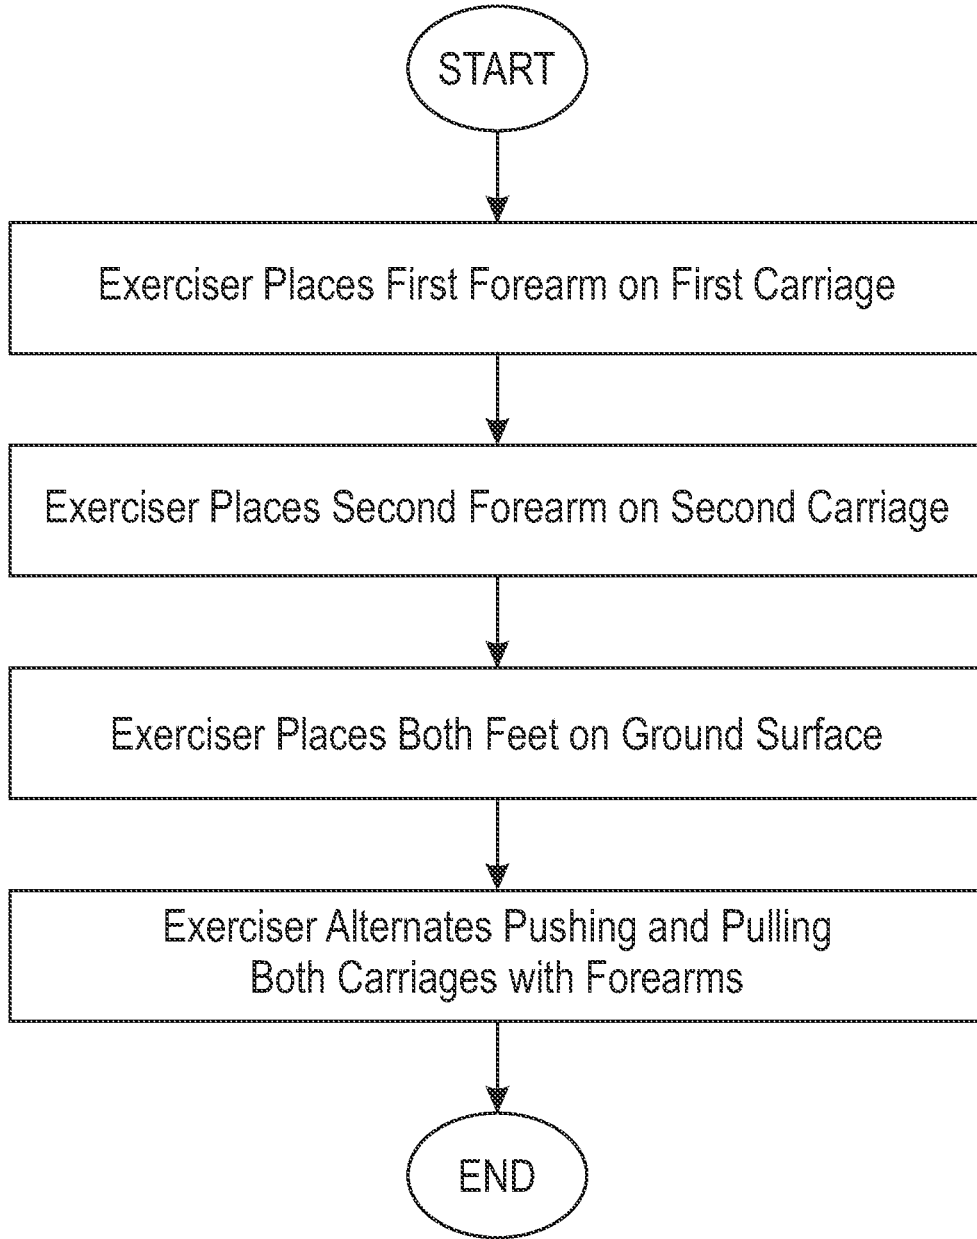 START
Exerciser Places First Forearm on First Carriage
Exerciser Places Second Forearm on Second Carriage
Exerciser Places Both Feet on Ground Surface
Exerciser Alternates Pushing and Pulling
Both Carriages with Forearms
END